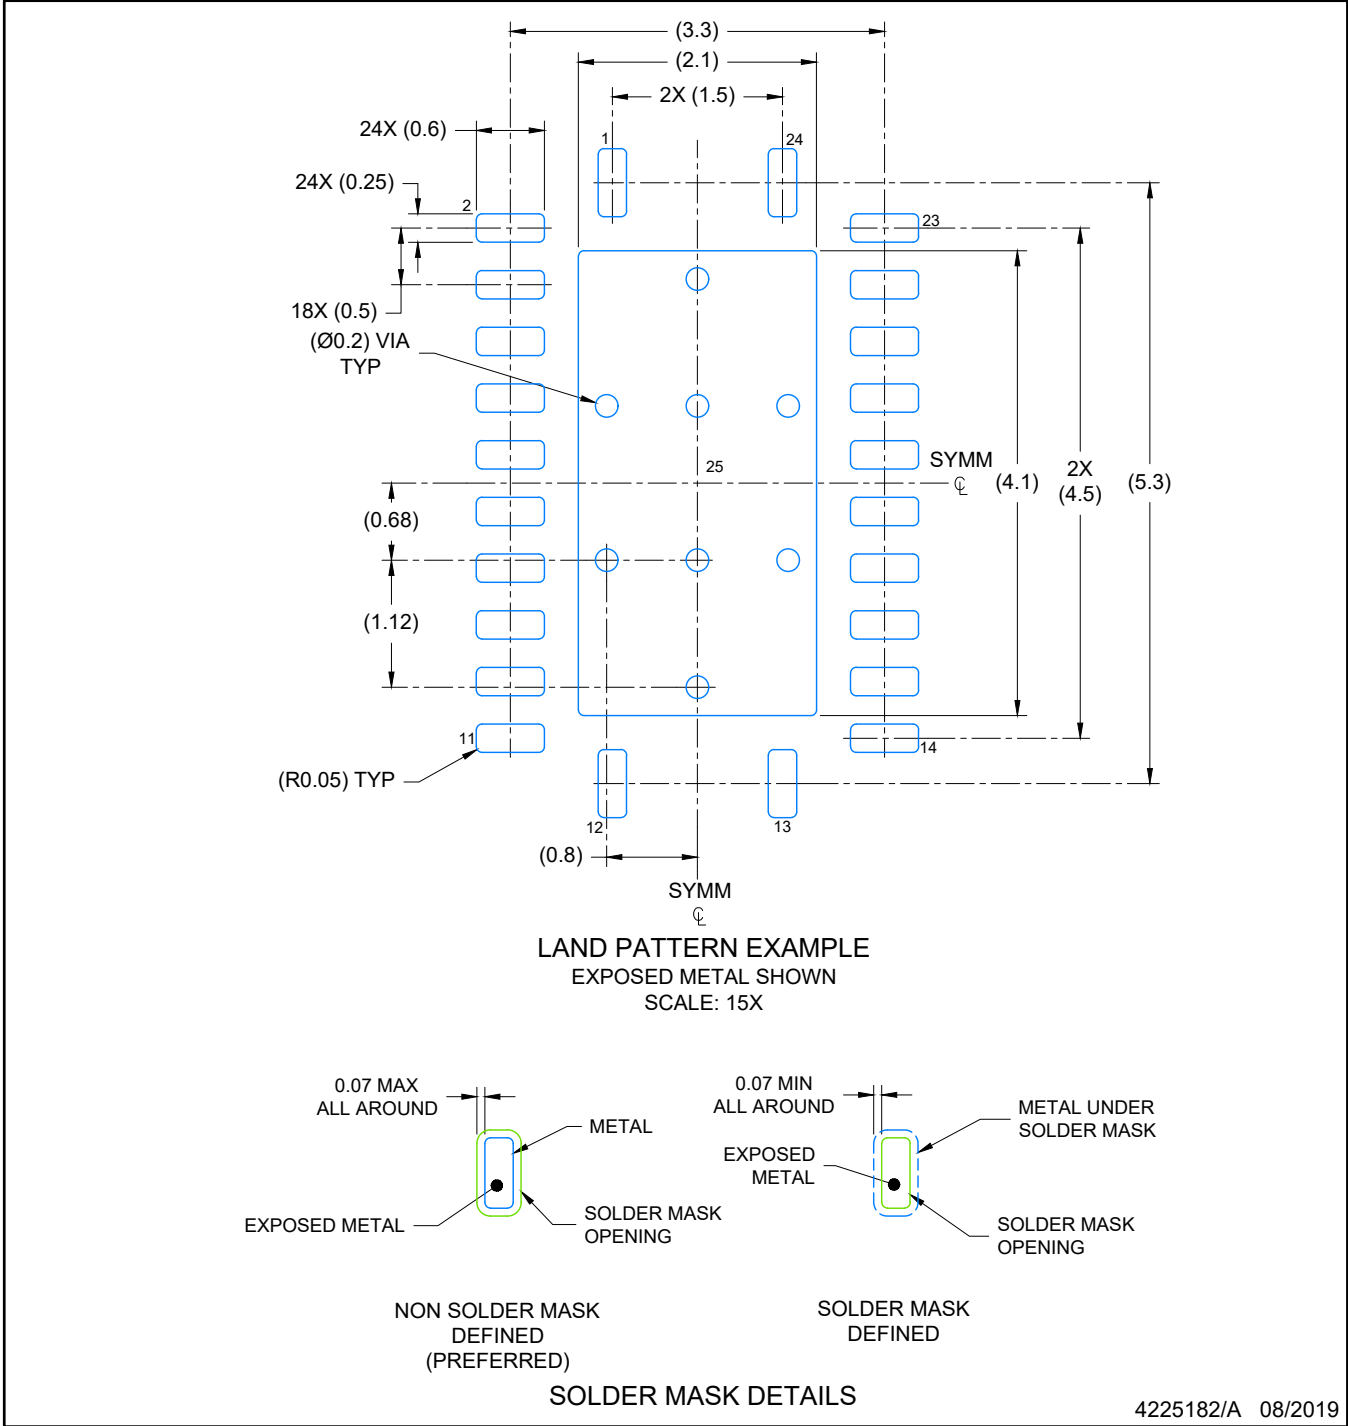 (3.3)
(2.1)
2X (1.5)
24X (0.6)
1
24
24X (0.25)
2
23
18X (0.5)
(Ø0.2) VIA
TYP
25
SYMM
℄
(4.1)
2X
(4.5)
(5.3)
(0.68)
(1.12)
11
14
(R0.05) TYP
12
13
(0.8)
SYMM
℄
LAND PATTERN EXAMPLE
EXPOSED METAL SHOWN
SCALE: 15X
0.07 MAX
ALL AROUND
METAL
EXPOSED METAL
SOLDER MASK
OPENING
NON SOLDER MASK
DEFINED
(PREFERRED)
0.07 MIN
ALL AROUND
METAL UNDER
SOLDER MASK
EXPOSED
METAL
SOLDER MASK
OPENING
SOLDER MASK
DEFINED
SOLDER MASK DETAILS
4225182/A 08/2019